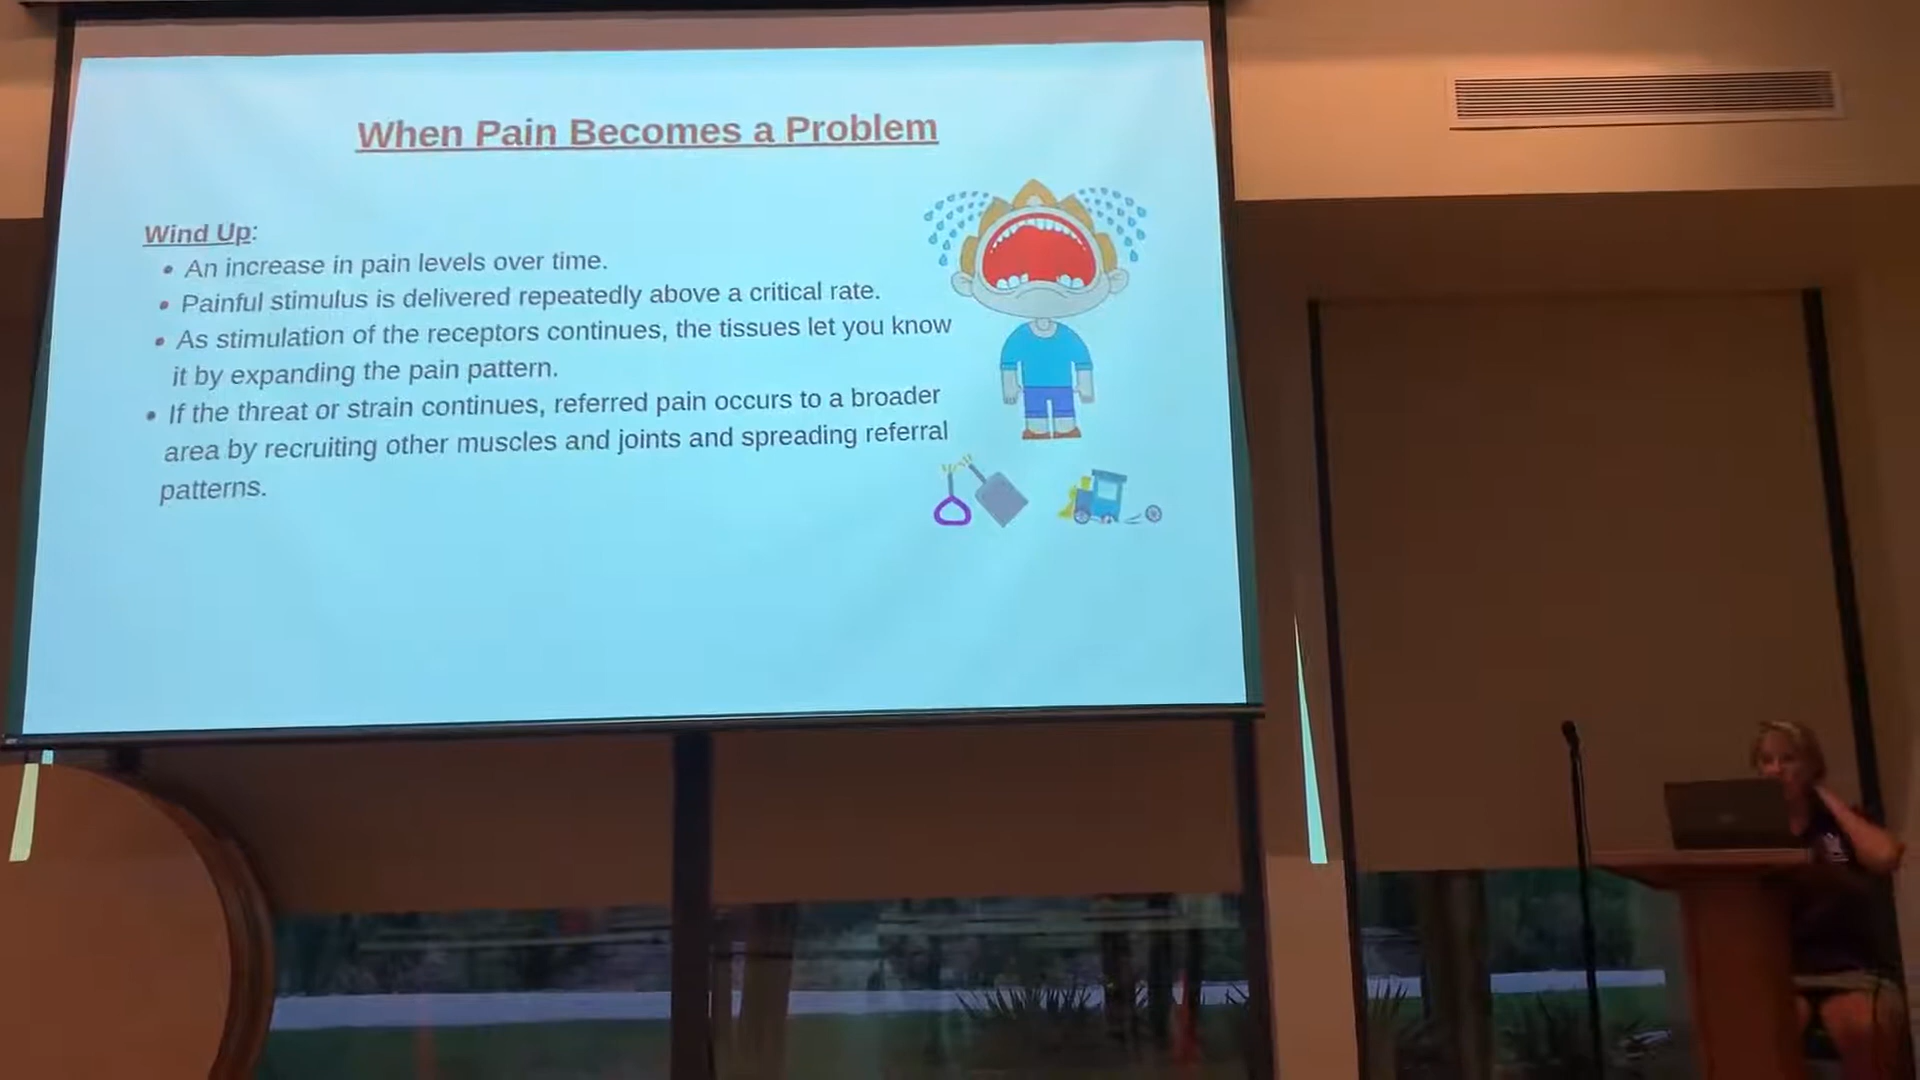 When Pain Becomes a Problem
Wind Up:
• An increase in pain levels over time.
• Painful stimulus is delivered repeatedly above a critical rate.
• As stimulation of the receptors continues, the tissues let you know
it by expanding the pain pattern.
• If the threat or strain continues, referred pain occurs to a broader
area by recruiting other muscles and joints and spreading referral
patterns.